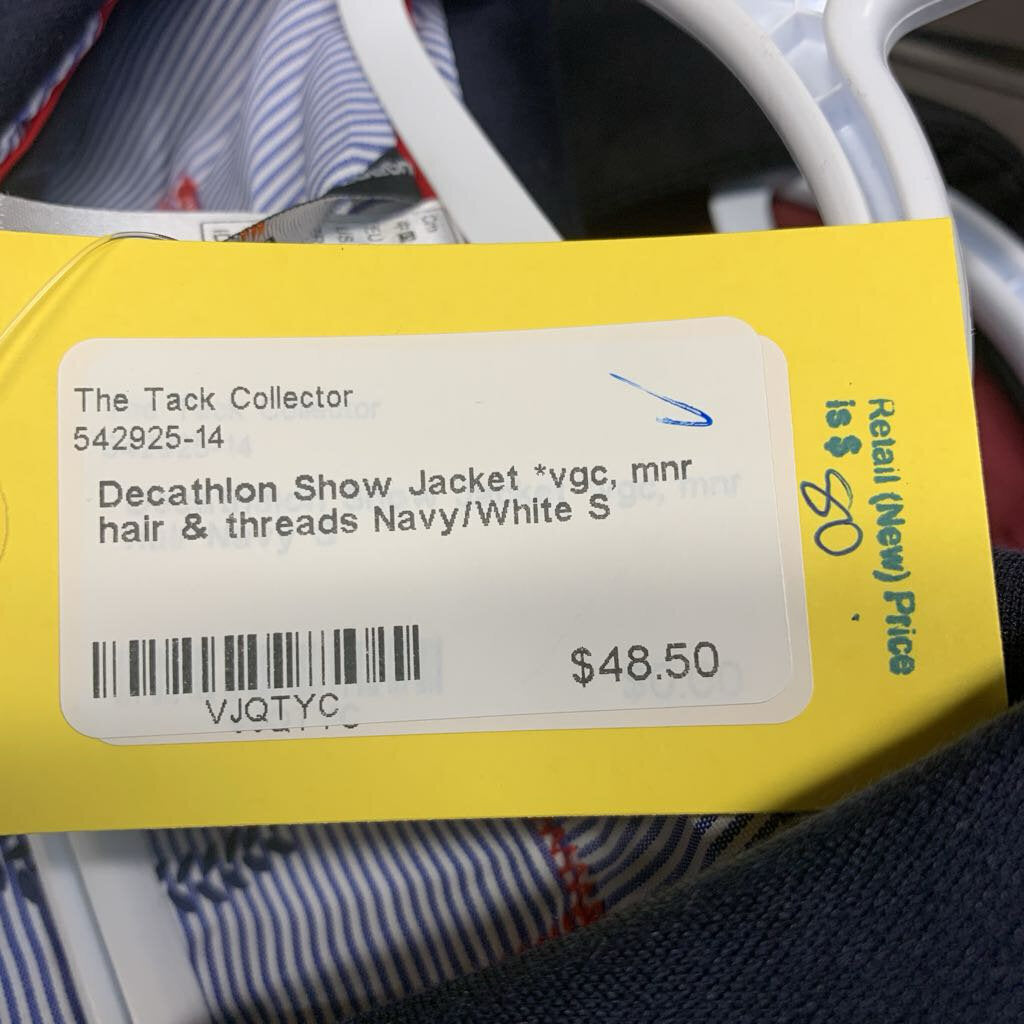 The Tack Collector
542925-14
Decathlon Show Jacket *vgc, mnr
hair & threads Navy/White S
VJQTYC
$48.50
Retail (New) Price
is $ 80